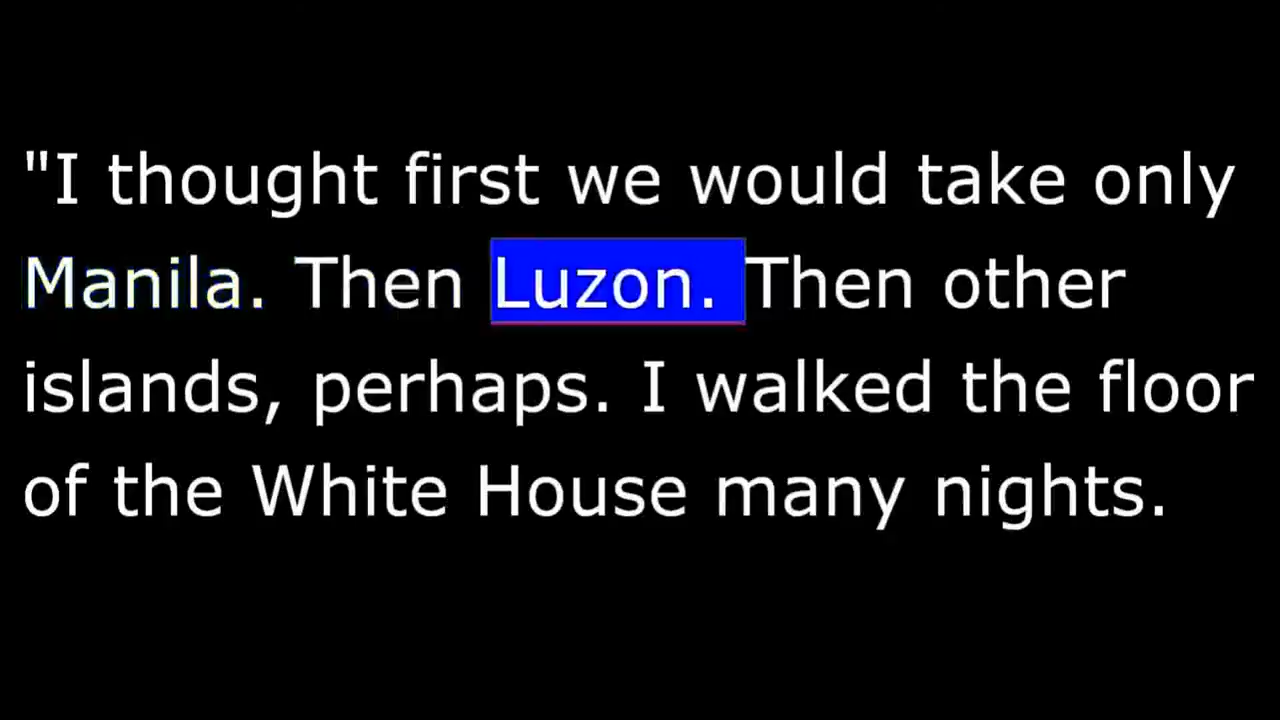 "I thought first we would take only
Manila. Then Luzon. Then other
islands, perhaps. I walked the floor
of the White House many nights.